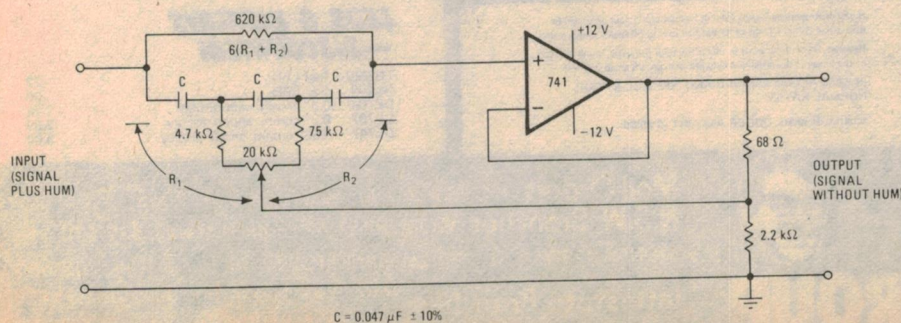 620 kΩ
6(R₁ + R₂)
C
C
C
4.7 kΩ
75 kΩ
20 kΩ
R₁
R₂
+12 V
+
741
−
−12 V
68 Ω
2.2 kΩ
INPUT
(SIGNAL
PLUS HUM)
OUTPUT
(SIGNAL
WITHOUT HUM)
C = 0.047 μF ± 10%